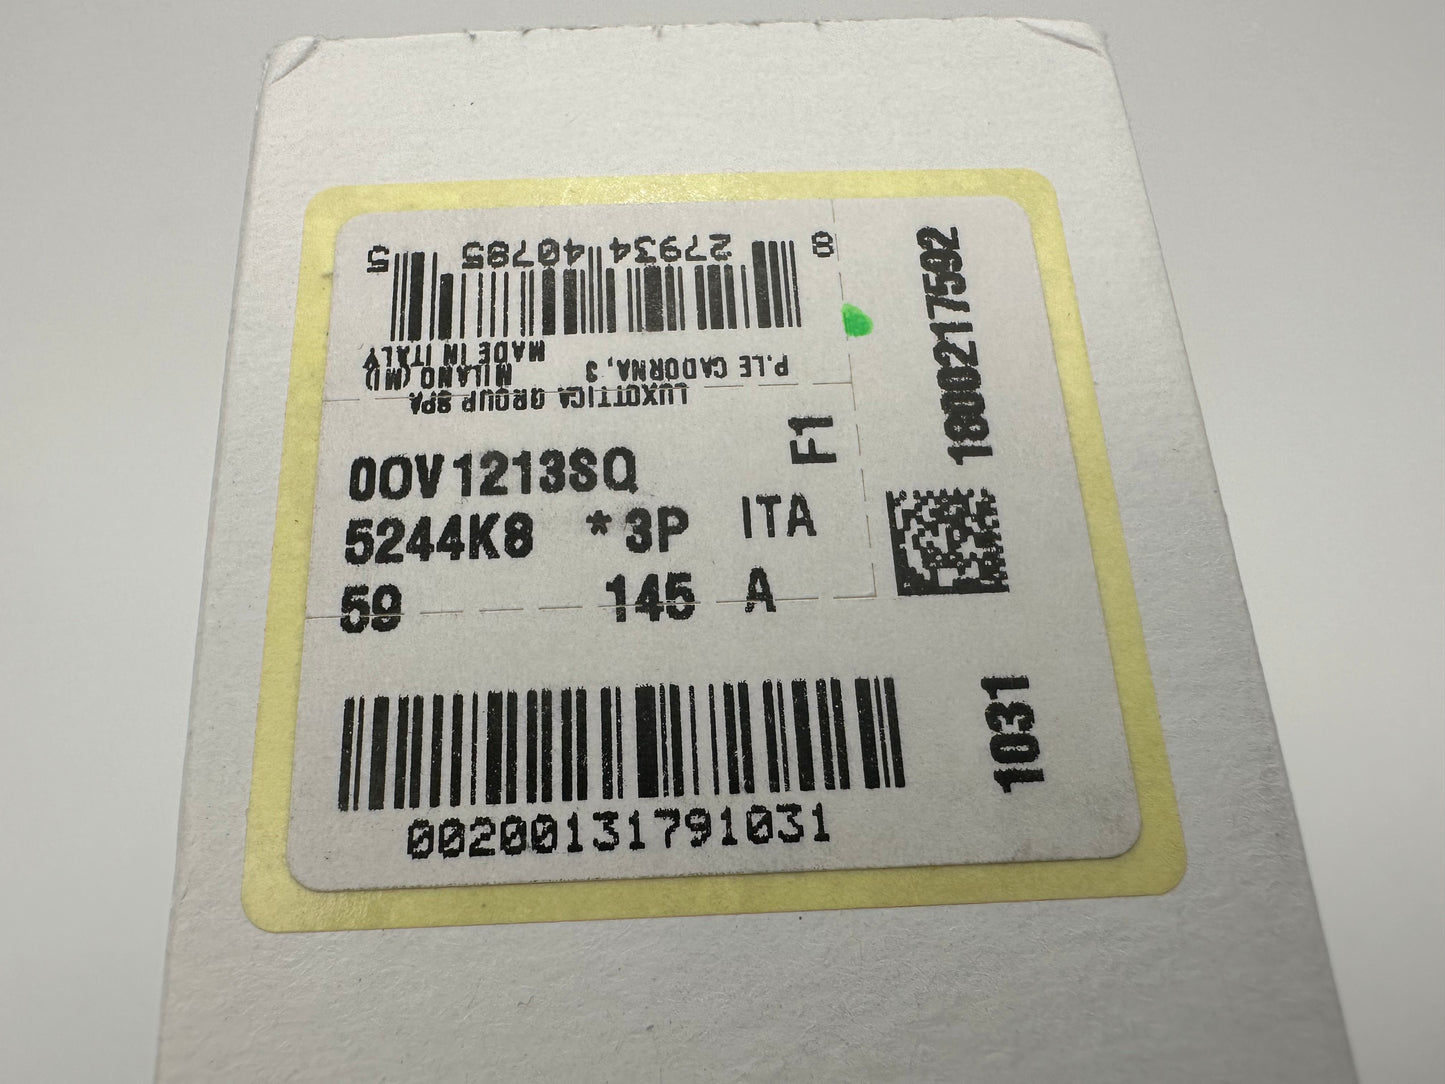 8 27934 40785 5
MADE IN ITALY
P.LE CADORNA, 3 MILANO (MI)
LUXOTTICA GROUP SPA
00V1213SQ F1
5244K8 *3P ITA
59 145 A
00200131791031
1800217592
1031